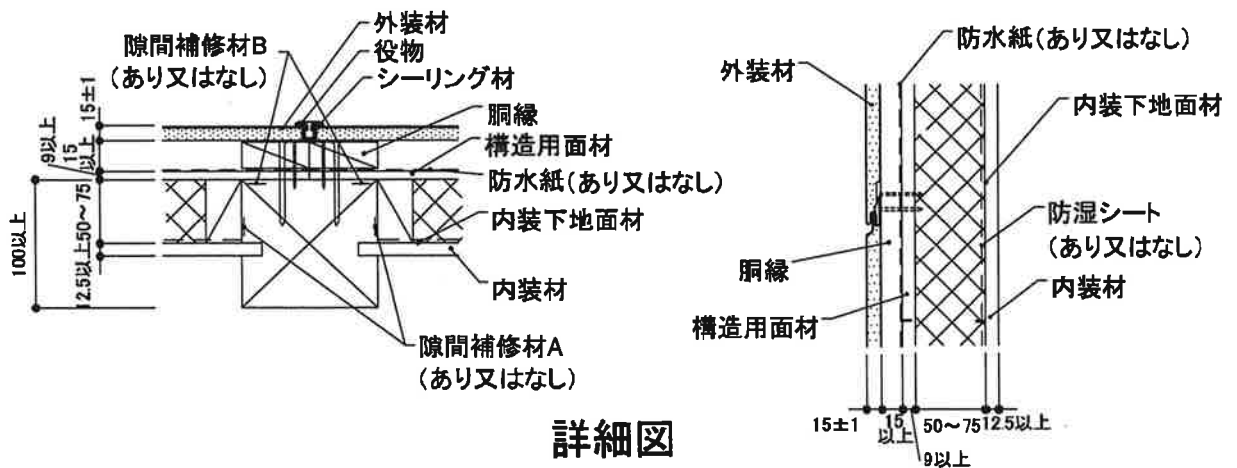 外装材
役物
シーリング材
隙間補修材B
(あり又はなし)
胴縁
構造用面材
防水紙(あり又はなし)
内装下地面材
内装材
隙間補修材A
(あり又はなし)
15±1
15
以上
9以上
50~75
12.5以上
100以上
防水紙(あり又はなし)
外装材
内装下地面材
防湿シート
(あり又はなし)
胴縁
内装材
構造用面材
15±1
15
以上
50~75
12.5以上
9以上
詳細図